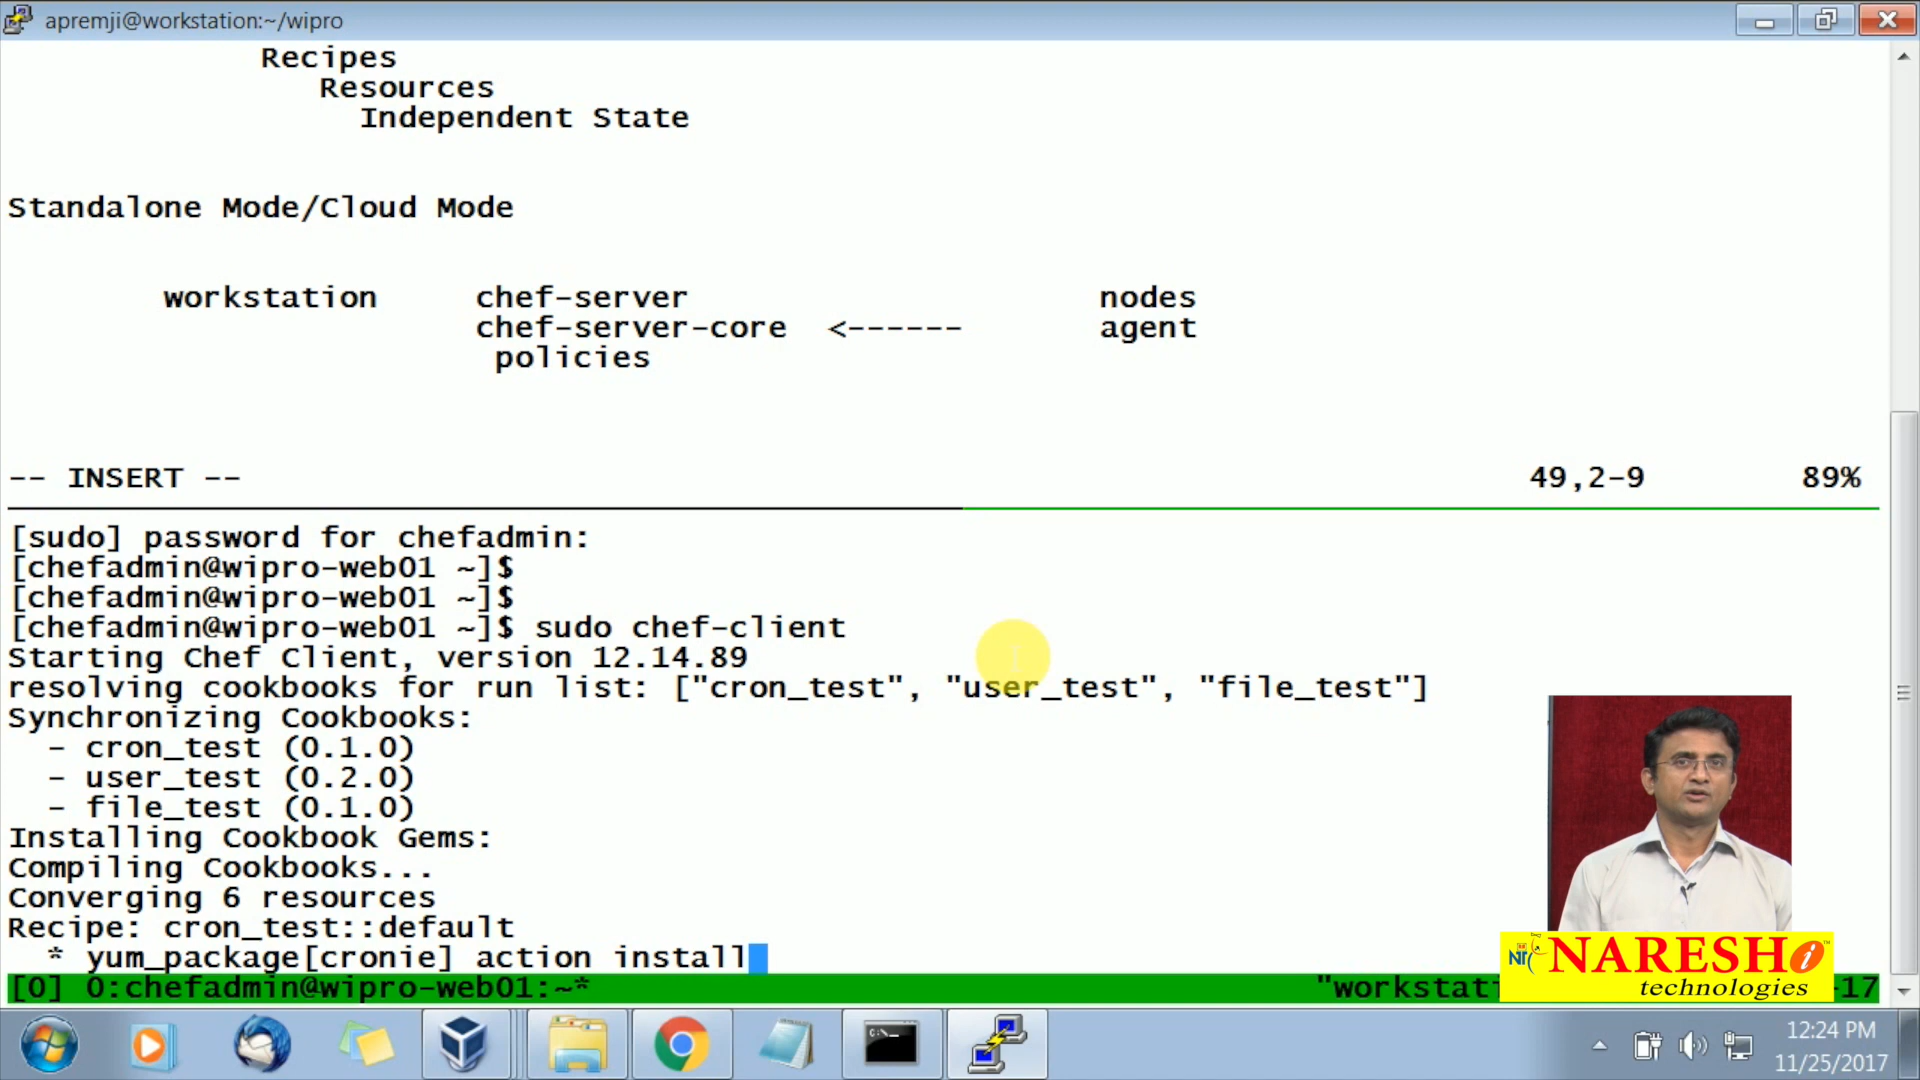 apremji@workstation:~/wipro
Recipes
Resources
Independent State
Standalone Mode/Cloud Mode
workstation chef-server nodes
chef-server-core <------ agent
policies
-- INSERT -- 49,2-9 89%
[sudo] password for chefadmin:
[chefadmin@wipro-web01 ~]$
[chefadmin@wipro-web01 ~]$
[chefadmin@wipro-web01 ~]$ sudo chef-client
Starting Chef Client, version 12.14.89
resolving cookbooks for run list: ["cron_test", "user_test", "file_test"]
Synchronizing Cookbooks:
- cron_test (0.1.0)
- user_test (0.2.0)
- file_test (0.1.0)
Installing Cookbook Gems:
Compiling Cookbooks...
Converging 6 resources
Recipe: cron_test::default
* yum_package[cronie] action install
[0] 0:chefadmin@wipro-web01:~* "workstati -17
NARESH i
technologies
12:24 PM
11/25/2017